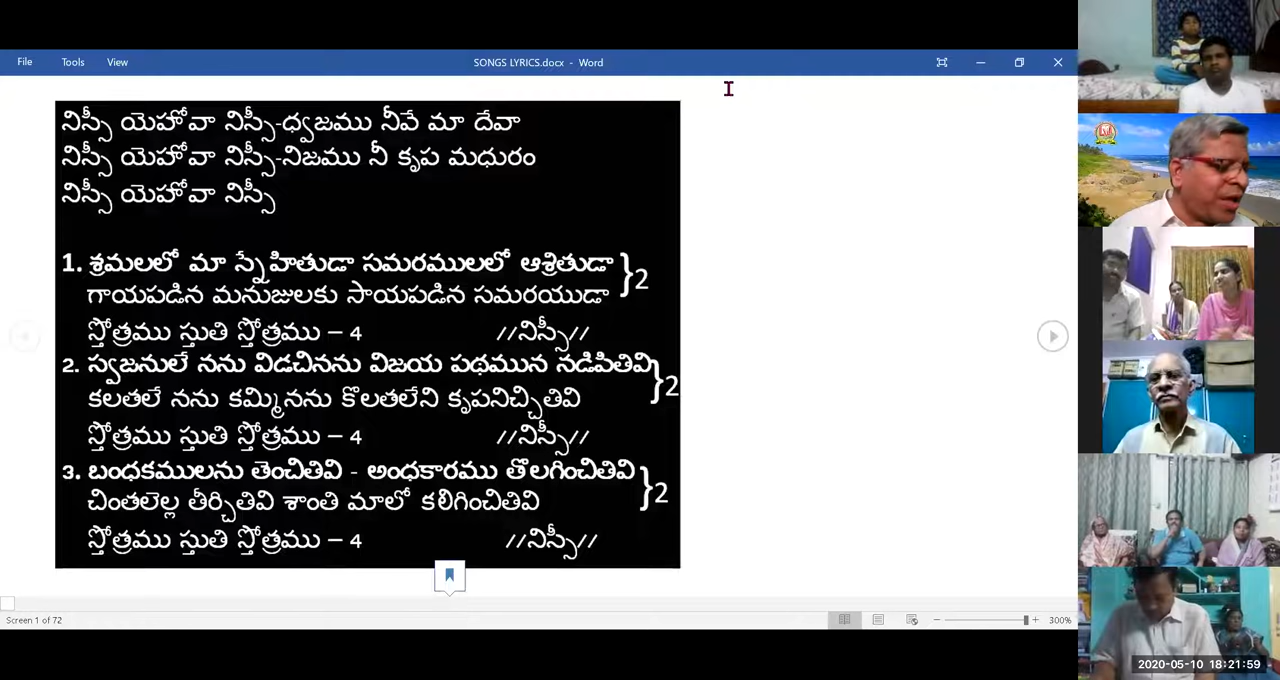 File Tools View SONGS LYRICS.docx - Word
నిస్సీ యెహోవా నిస్సీ-ధ్వజము నీవే మా దేవా
నిస్సీ యెహోవా నిస్సీ-నిజము నీ కృప మధురం
నిస్సీ యెహోవా నిస్సీ
1. శ్రమలలో మా స్నేహితుడా సమరములలో ఆశ్రితుడా }2
గాయపడిన మనుజులకు సాయపడిన సమరయుడా
స్తోత్రము స్తుతి స్తోత్రము – 4 //నిస్సీ//
2. స్వజనులే నను విడచినను విజయ పథమున నడిపితివి }2
కలతలే నను కమ్మినను కొలతలేని కృపనిచ్చితివి
స్తోత్రము స్తుతి స్తోత్రము – 4 //నిస్సీ//
3. బంధకములను తెంచితివి - అంధకారము తొలగించితివి }2
చింతలెల్ల తీర్చితివి శాంతి మాలో కలిగించితివి
స్తోత్రము స్తుతి స్తోత్రము – 4 //నిస్సీ//
Screen 1 of 72 300%
2020-05-10 18:21:59